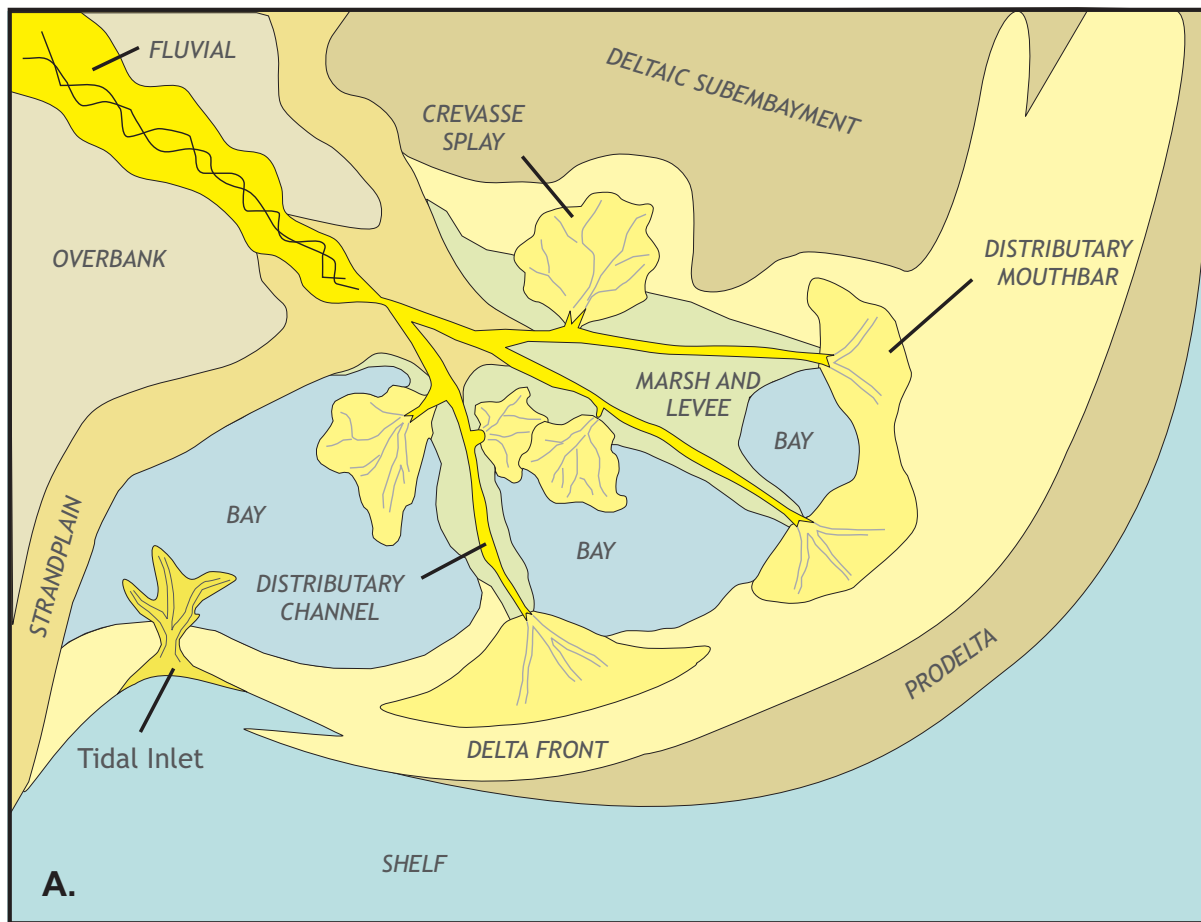 FLUVIAL
DELTAIC SUBEMBAYMENT
CREVASSE
SPLAY
OVERBANK
DISTRIBUTARY
MOUTHBAR
MARSH AND
LEVEE
BAY
BAY
BAY
STRANDPLAIN
DISTRIBUTARY
CHANNEL
PRODELTA
Tidal Inlet
DELTA FRONT
SHELF
A.